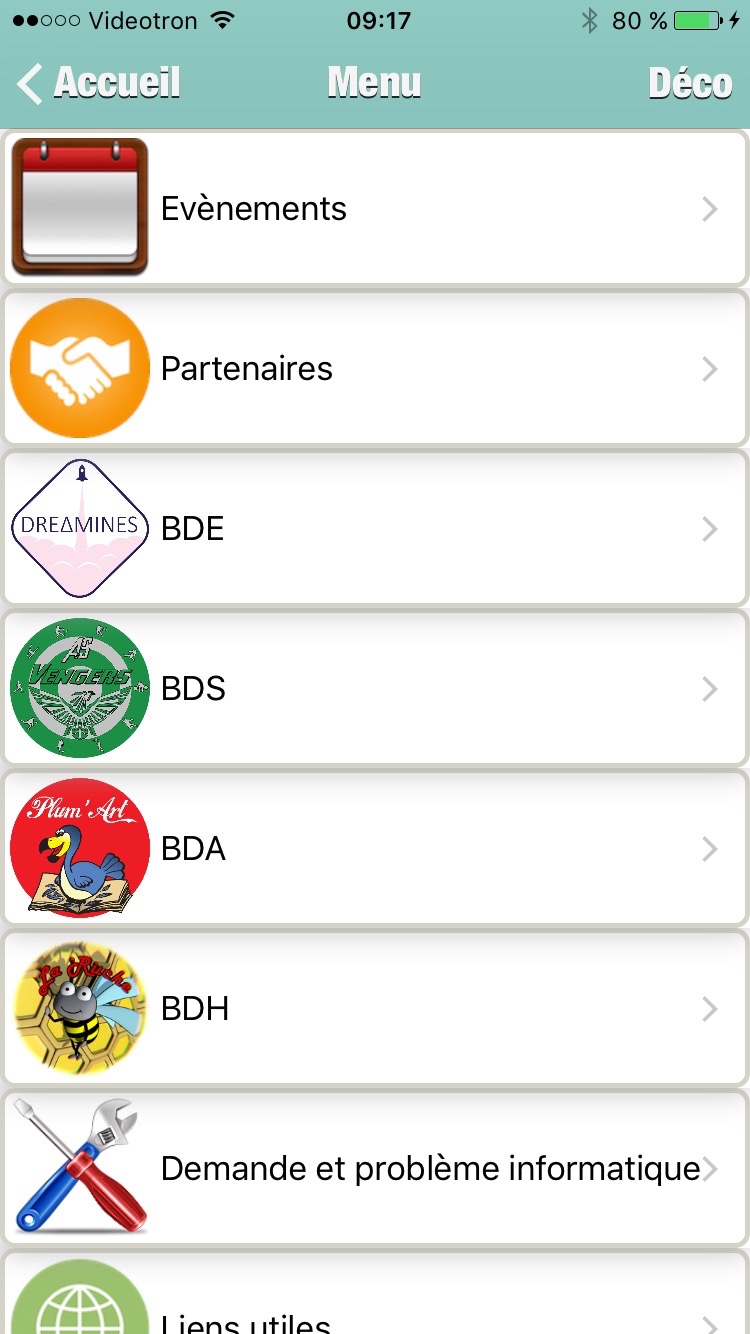 Videotron 09:17 80 %
Accueil Menu Déco
Evènements
Partenaires
DREAMINES
BDE
AS
VENGERS
BDS
Plum'Art
BDA
La Ruche
BDH
Demande et problème informatique
Liens utiles